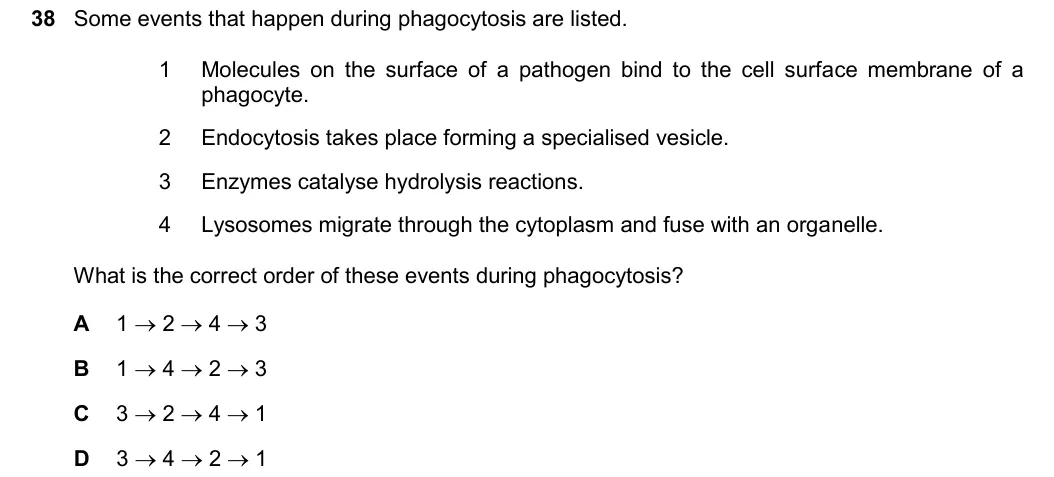 38 Some events that happen during phagocytosis are listed.
1 Molecules on the surface of a pathogen bind to the cell surface membrane of a
phagocyte.
2 Endocytosis takes place forming a specialised vesicle.
3 Enzymes catalyse hydrolysis reactions.
4 Lysosomes migrate through the cytoplasm and fuse with an organelle.
What is the correct order of these events during phagocytosis?
A 1 → 2 → 4 → 3
B 1 → 4 → 2 → 3
C 3 → 2 → 4 → 1
D 3 → 4 → 2 → 1